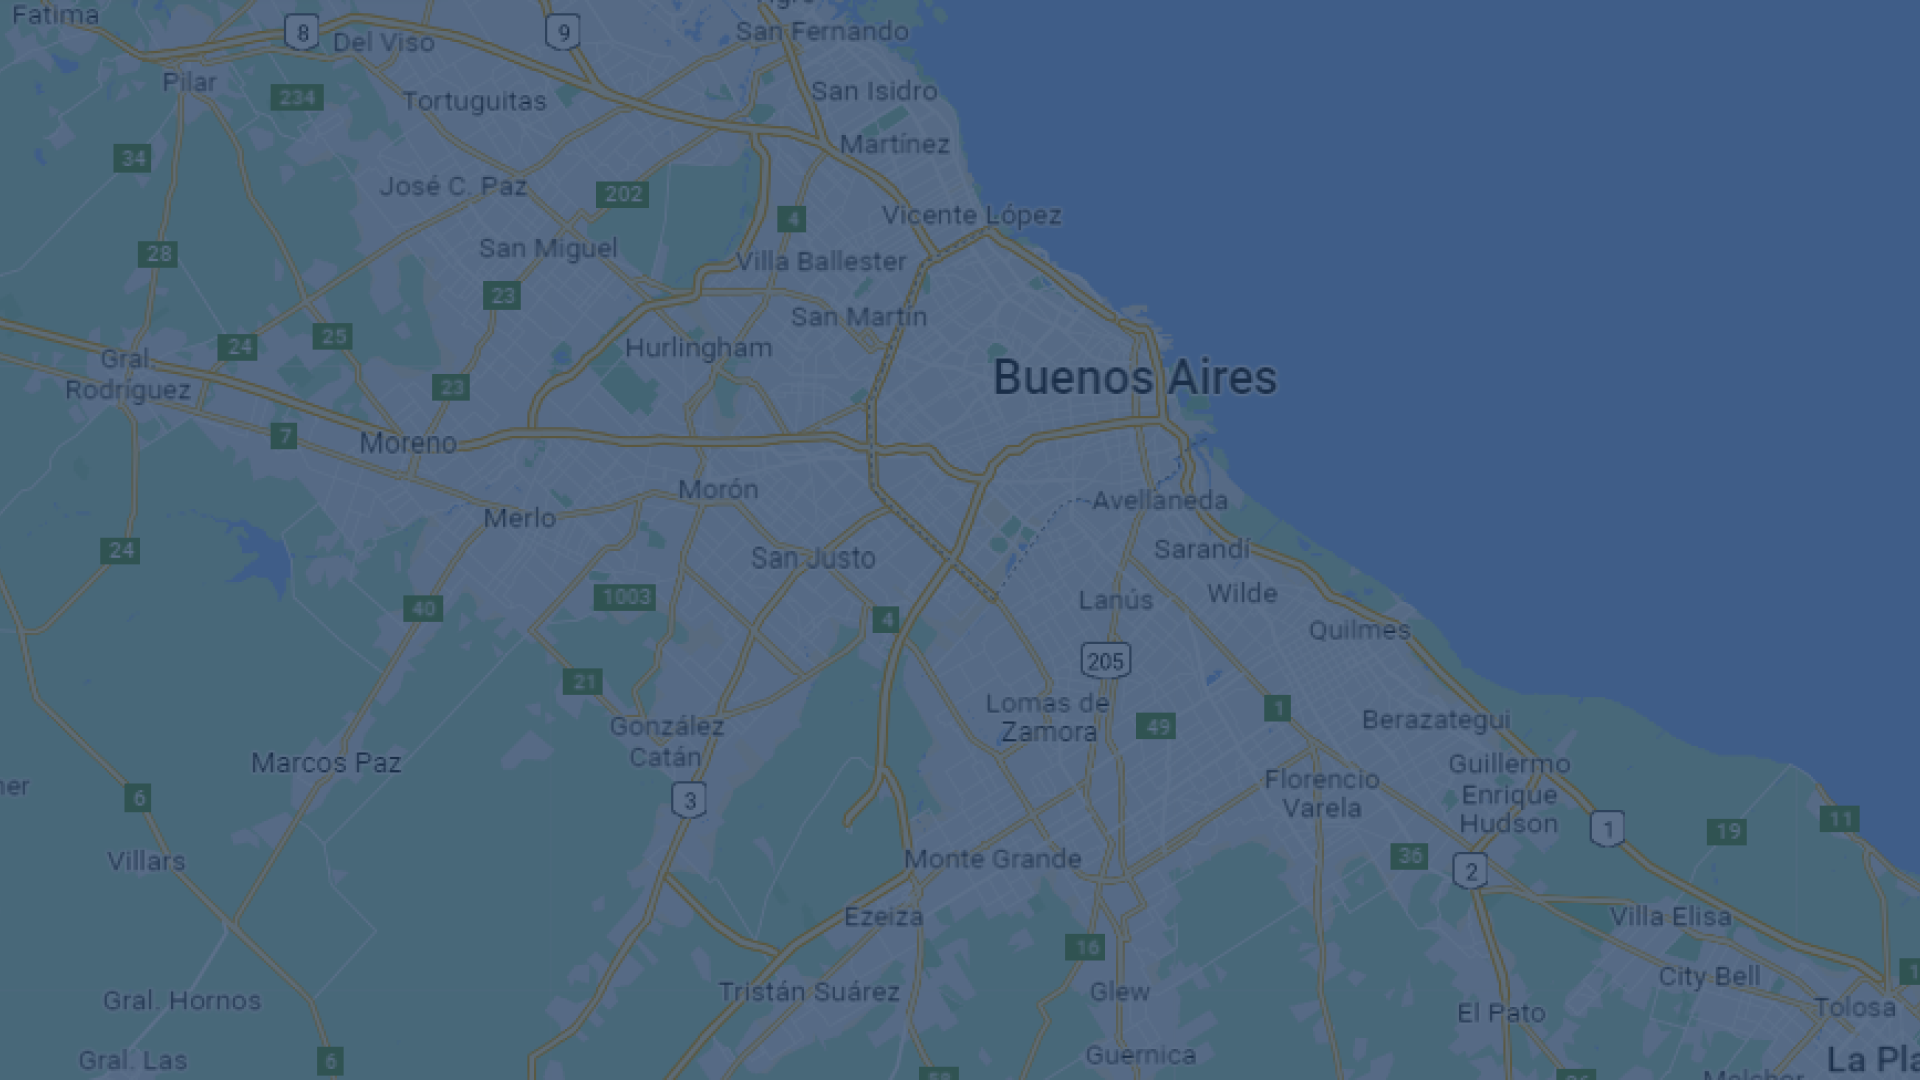 Fatima
8
Del Viso
9
San Fernando
Pilar
234
Tortuguitas
San Isidro
Martínez
34
José C. Paz
202
4
Vicente López
28
San Miguel
Villa Ballester
23
San Martín
24
25
Hurlingham
Gral.
Rodríguez
23
Buenos Aires
7
Moreno
Morón
Merlo
Avellaneda
24
San Justo
Sarandí
40
1003
4
Lanús
Wilde
Quilmes
205
21
Lomas de
Zamora
49
1
Berazategui
González
Catán
Marcos Paz
6
3
Florencio
Varela
Guillermo
Enrique
Hudson
1
19
11
Villars
Monte Grande
36
2
Ezeiza
Villa Elisa
16
City Bell
Gral. Hornos
Tristán Suárez
Glew
El Pato
Tolosa
Gral. Las
6
Guernica
La Pla